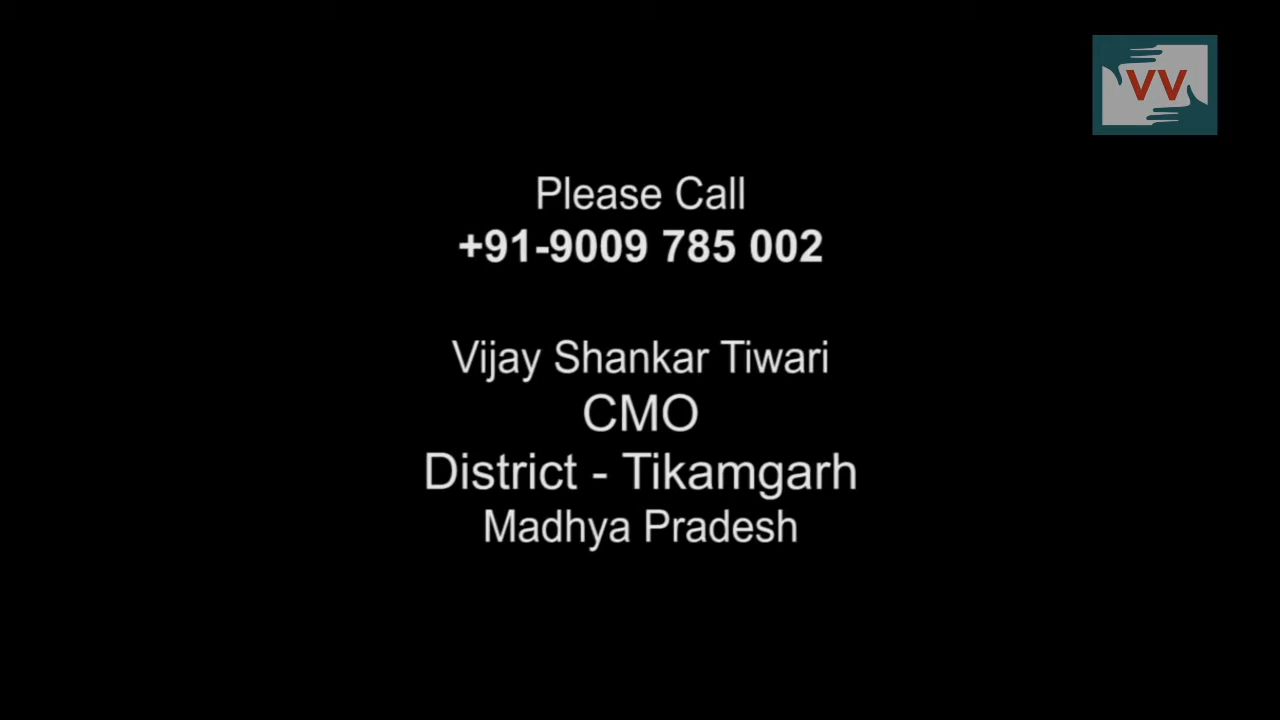 VV
Please Call
+91-9009 785 002
Vijay Shankar Tiwari
CMO
District - Tikamgarh
Madhya Pradesh